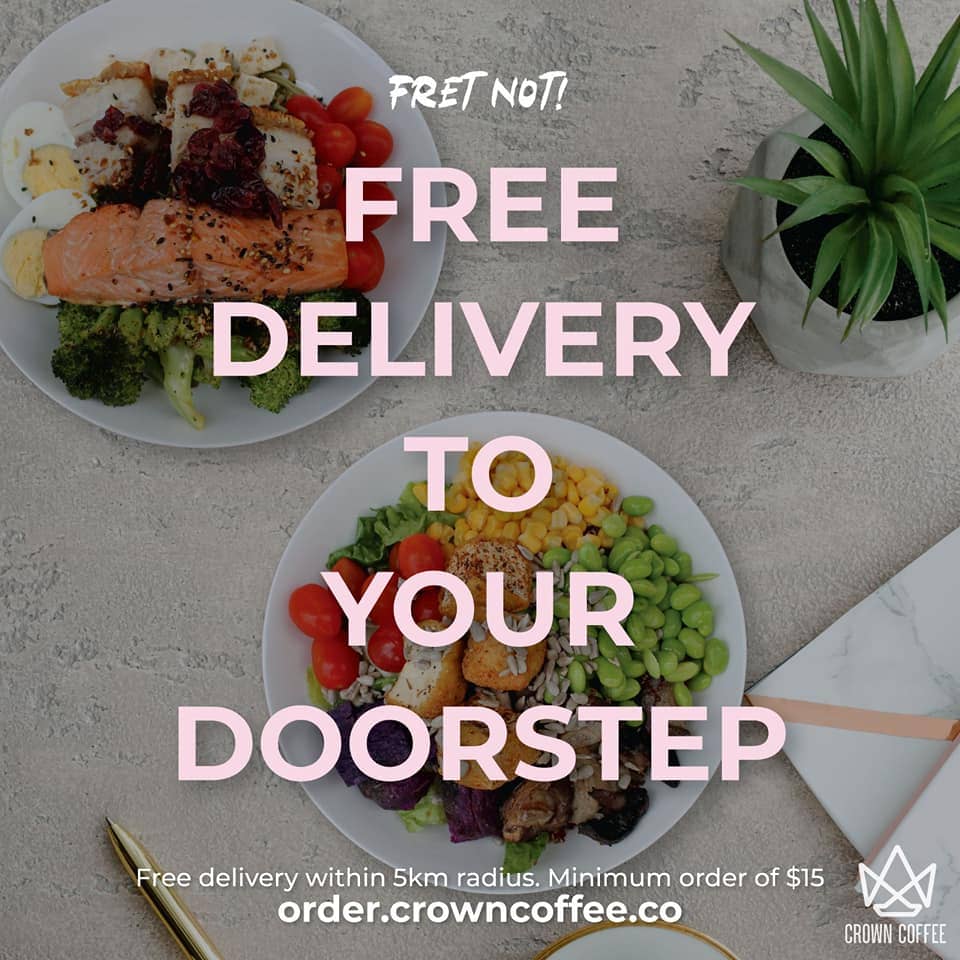 FRET NOT!
FREE
DELIVERY
TO
YOUR
DOORSTEP
Free delivery within 5km radius. Minimum order of $15
order.crowncoffee.co
CROWN COFFEE